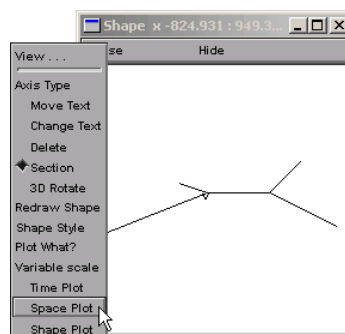 Shape x -824.931 : 949.3...
se Hide
View . . .
Axis Type
Move Text
Change Text
Delete
Section
3D Rotate
Redraw Shape
Shape Style
Plot What?
Variable scale
Time Plot
Space Plot
Shape Plot